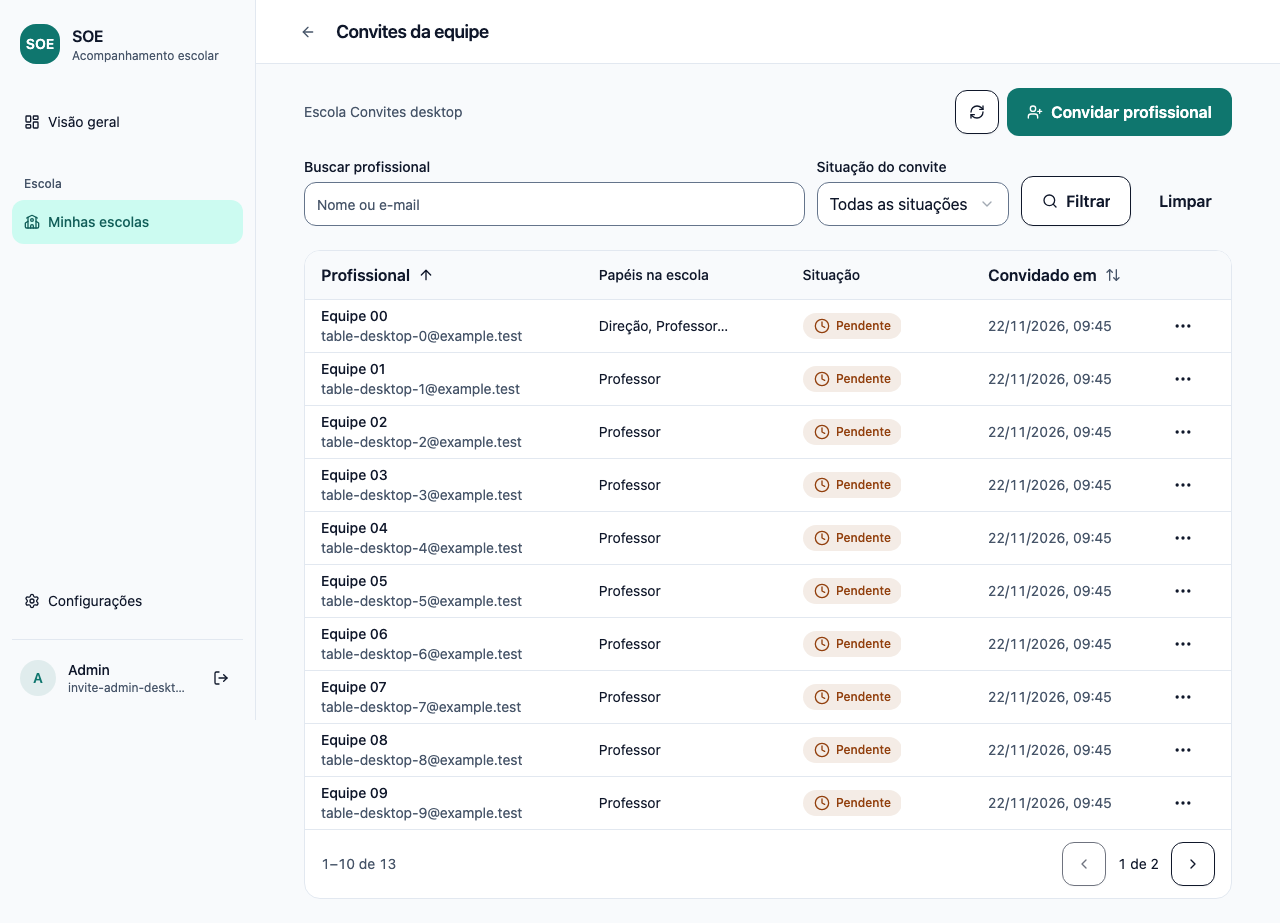 SOE
SOE
Acompanhamento escolar
Visão geral
Escola
Minhas escolas
Configurações
A
Admin
invite-admin-deskt...
Convites da equipe
Escola Convites desktop
Convidar profissional
Buscar profissional
Situação do convite
Nome ou e-mail
Todas as situações
Filtrar
Limpar
Profissional Papéis na escola Situação Convidado em
Equipe 00
table-desktop-0@example.test
Direção, Professor... Pendente 22/11/2026, 09:45
Equipe 01
table-desktop-1@example.test
Professor Pendente 22/11/2026, 09:45
Equipe 02
table-desktop-2@example.test
Professor Pendente 22/11/2026, 09:45
Equipe 03
table-desktop-3@example.test
Professor Pendente 22/11/2026, 09:45
Equipe 04
table-desktop-4@example.test
Professor Pendente 22/11/2026, 09:45
Equipe 05
table-desktop-5@example.test
Professor Pendente 22/11/2026, 09:45
Equipe 06
table-desktop-6@example.test
Professor Pendente 22/11/2026, 09:45
Equipe 07
table-desktop-7@example.test
Professor Pendente 22/11/2026, 09:45
Equipe 08
table-desktop-8@example.test
Professor Pendente 22/11/2026, 09:45
Equipe 09
table-desktop-9@example.test
Professor Pendente 22/11/2026, 09:45
1–10 de 13
1 de 2